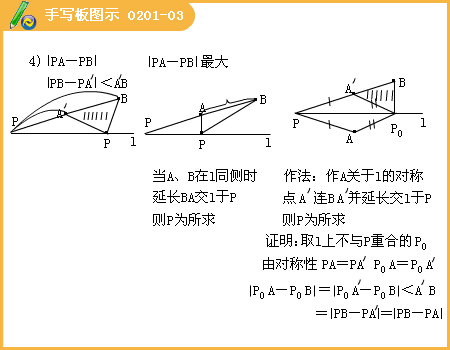 手写板图示 0201-03
4) |PA-PB| |PA-PB|最大
|PB-PA′|<A′B
P A′ B P l
P A B P l
P A′ B A P₀ l
当A、B在l同侧时
延长BA交l于P
则P为所求
作法：作A关于l的对称
点A′连BA′并延长交l于P
则P为所求
证明：取l上不与P重合的P₀
由对称性 PA=PA′ P₀A=P₀A′
|P₀A-P₀B|=|P₀A′-P₀B|<A′B
=|PB-PA′|=|PB-PA|